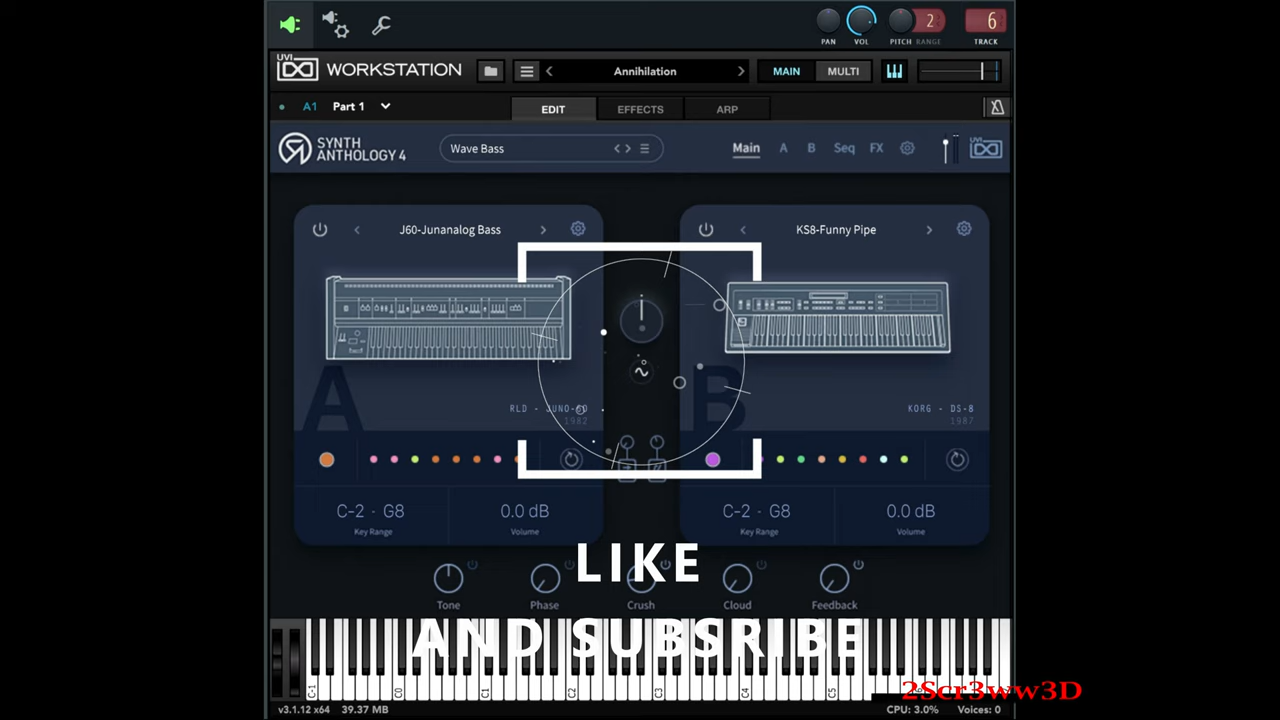 2
6
PAN VOL PITCH RANGE TRACK
UVI WORKSTATION Annihilation MAIN MULTI
A1 Part 1 EDIT EFFECTS ARP
SYNTH
ANTHOLOGY 4
Wave Bass
Main A B Seq FX
UVI
J60-Junanalog Bass
KS8-Funny Pipe
A
RLD - JUNO-60
1982
B
KORG - DS-8
1987
C-2 · G8
Key Range
0.0 dB
Volume
C-2 · G8
Key Range
0.0 dB
Volume
LIKE
Tone Phase Crush Cloud Feedback
AND SUBSRIBE
C-1 C0 C1 C2 C3 C4 C5
2Scr3ww3D
v3.1.12 x64 39.37 MB CPU: 3.0% Voices: 0